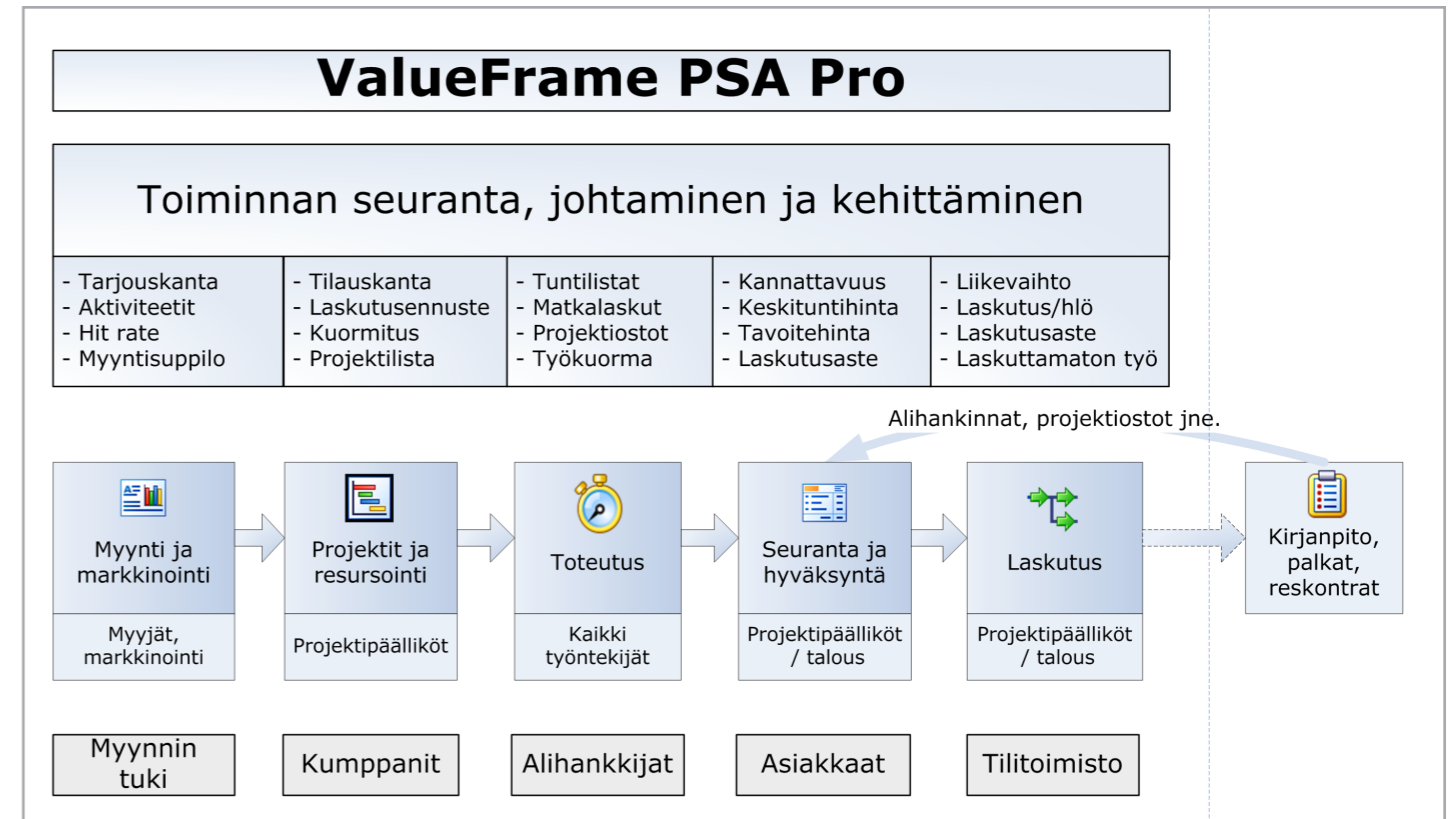 ValueFrame PSA Pro
Toiminnan seuranta, johtaminen ja kehittäminen
- Tarjouskanta
- Aktiviteetit
- Hit rate
- Myyntisuppilo
- Tilauskanta
- Laskutusennuste
- Kuormitus
- Projektilista
- Tuntilistat
- Matkalaskut
- Projektiostot
- Työkuorma
- Kannattavuus
- Keskituntihinta
- Tavoitehinta
- Laskutusaste
- Liikevaihto
- Laskutus/hlö
- Laskutusaste
- Laskuttamaton työ
Alihankinnat, projektiostot jne.
Myynti ja
markkinointi
Myyjät,
markkinointi
Projektit ja
resursointi
Projektipäälliköt
Toteutus
Kaikki
työntekijät
Seuranta ja
hyväksyntä
Projektipäälliköt
/ talous
Laskutus
Projektipäälliköt
/ talous
Kirjanpito,
palkat,
reskontrat
Myynnin
tuki
Kumppanit
Alihankkijat
Asiakkaat
Tilitoimisto